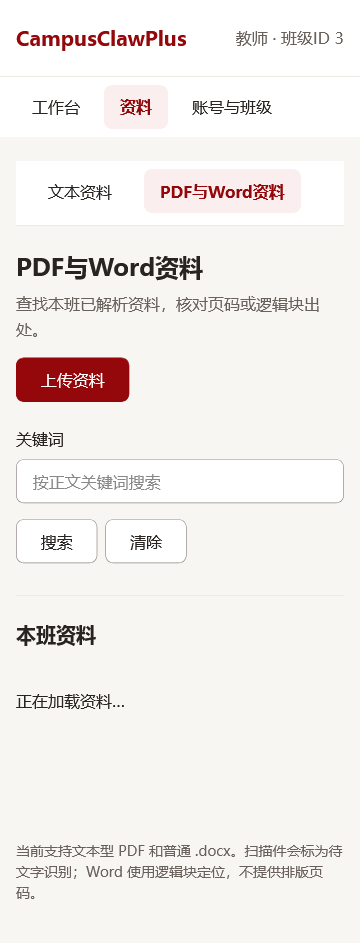 CampusClawPlus
教师 · 班级ID 3
工作台 资料 账号与班级
文本资料 PDF与Word资料
PDF与Word资料
查找本班已解析资料，核对页码或逻辑块出
处。
上传资料
关键词
按正文关键词搜索
搜索 清除
本班资料
正在加载资料...
当前支持文本型 PDF 和普通 .docx。扫描件会标为待
文字识别；Word 使用逻辑块定位，不提供排版页
码。